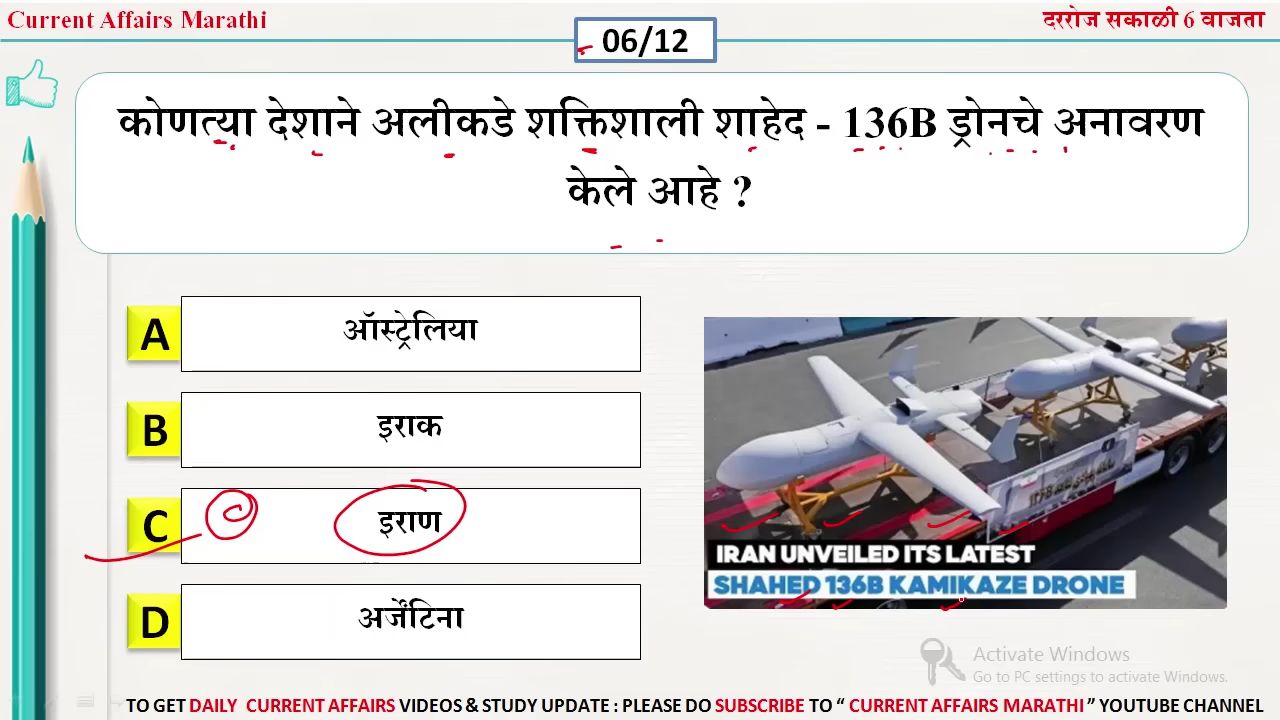 Current Affairs Marathi
दररोज सकाळी 6 वाजता
06/12
कोणत्या देशाने अलीकडे शक्तिशाली शाहेद - 136B ड्रोनचे अनावरण
केले आहे ?
A
ऑस्ट्रेलिया
B
इराक
C
इराण
D
अर्जेंटिना
IRAN UNVEILED ITS LATEST
SHAHED 136B KAMIKAZE DRONE
Activate Windows
Go to PC settings to activate Windows.
TO GET DAILY CURRENT AFFAIRS VIDEOS & STUDY UPDATE : PLEASE DO SUBSCRIBE TO “ CURRENT AFFAIRS MARATHI ” YOUTUBE CHANNEL